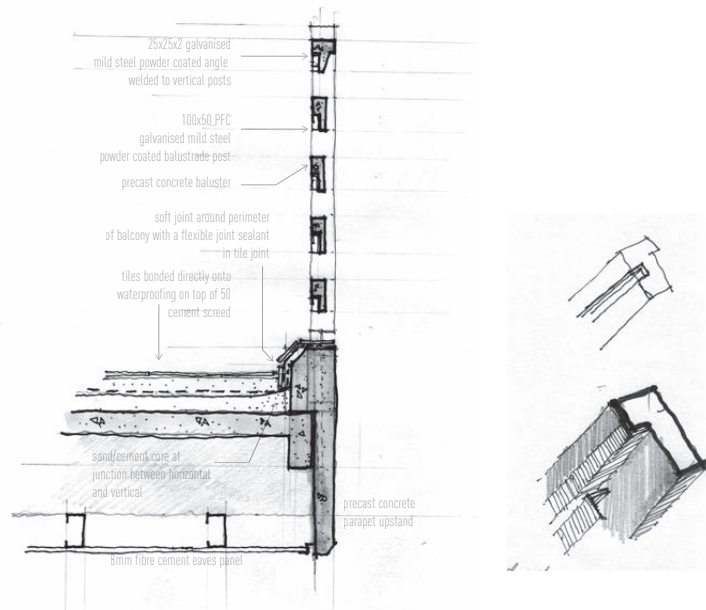 25x25x2 galvanised
mild steel powder coated angle
welded to vertical posts
100x50 PFC
galvanised mild steel
powder coated balustrade post
precast concrete baluster
soft joint around perimeter
of balcony with a flexible joint sealant
in tile joint
tiles bonded directly onto
waterproofing on top of 50
cement screed
sand/cement core at
junction between horizontal
and vertical
precast concrete
parapet upstand
8mm fibre cement eaves panel